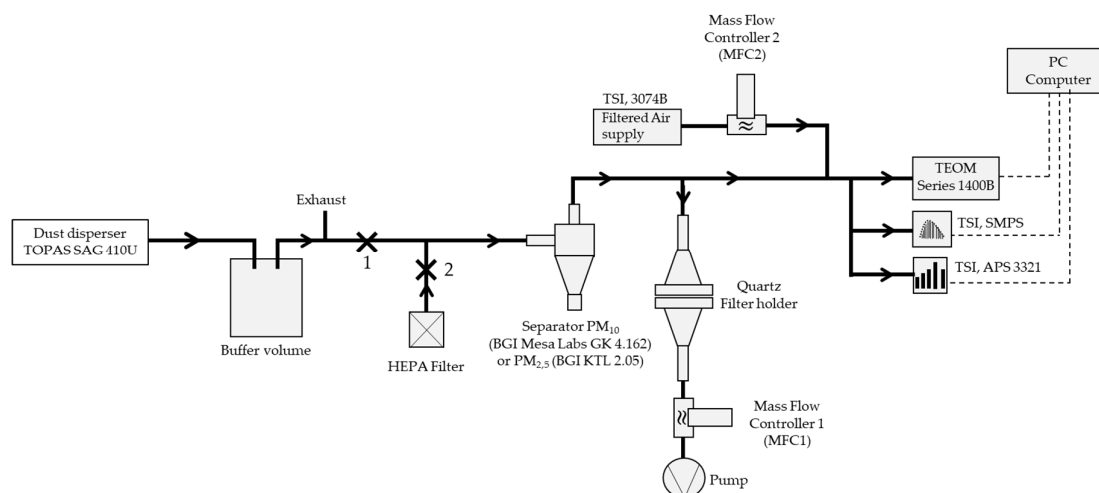 Mass Flow
Controller 2
(MFC2)
PC
Computer
TSI, 3074B
Filtered Air
supply
TEOM
Series 1400B
Exhaust
Dust disperser
TOPAS SAG 410U
TSI, SMPS
1
2
TSI, APS 3321
Quartz
Filter holder
Buffer volume
HEPA Filter
Separator PM₁₀
(BGI Mesa Labs GK 4.162)
or PM₂,₅ (BGI KTL 2.05)
Mass Flow
Controller 1
(MFC1)
Pump